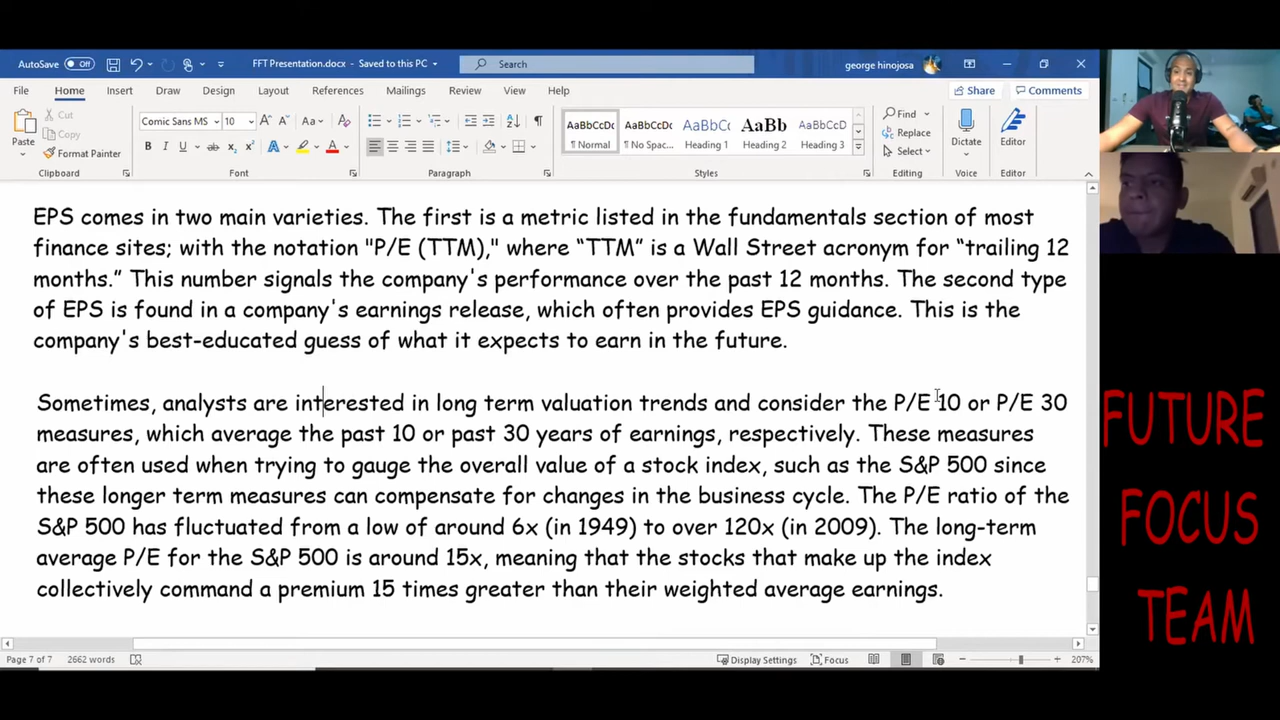 AutoSave Off FFT Presentation.docx - Saved to this PC Search george hinojosa
File Home Insert Draw Design Layout References Mailings Review View Help Share Comments
Paste Cut Copy Format Painter
Comic Sans MS 10 Aa
B I U ab x₂ x² A A
AaBbCcDc AaBbCcDc AaBbCc AaBb AaBbCcD
¶ Normal ¶ No Spac... Heading 1 Heading 2 Heading 3
Find Replace Select Dictate Editor
Clipboard Font Paragraph Styles Editing Voice Editor
EPS comes in two main varieties. The first is a metric listed in the fundamentals section of most
finance sites; with the notation "P/E (TTM)," where “TTM” is a Wall Street acronym for “trailing 12
months.” This number signals the company's performance over the past 12 months. The second type
of EPS is found in a company's earnings release, which often provides EPS guidance. This is the
company's best-educated guess of what it expects to earn in the future.
Sometimes, analysts are interested in long term valuation trends and consider the P/E 10 or P/E 30
measures, which average the past 10 or past 30 years of earnings, respectively. These measures
are often used when trying to gauge the overall value of a stock index, such as the S&P 500 since
these longer term measures can compensate for changes in the business cycle. The P/E ratio of the
S&P 500 has fluctuated from a low of around 6x (in 1949) to over 120x (in 2009). The long-term
average P/E for the S&P 500 is around 15x, meaning that the stocks that make up the index
collectively command a premium 15 times greater than their weighted average earnings.
Page 7 of 7 2662 words Display Settings Focus 207%
FUTURE
FOCUS
TEAM